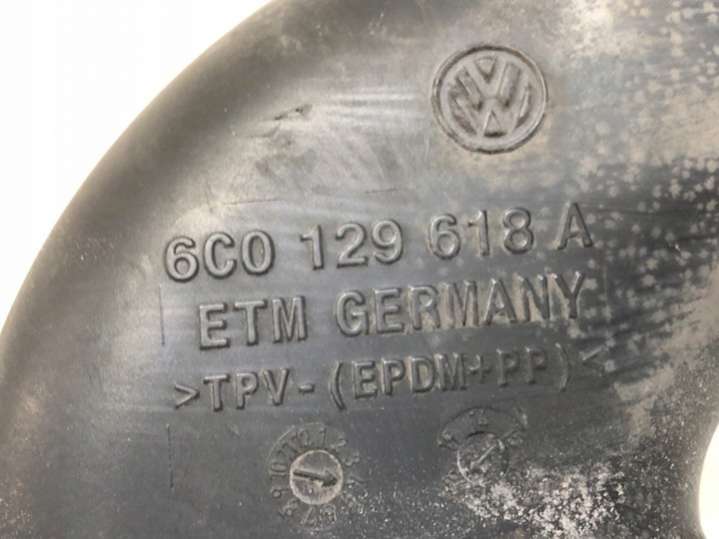 6C0 129 618 A
ETM GERMANY
>TPV-(EPDM+PP)<